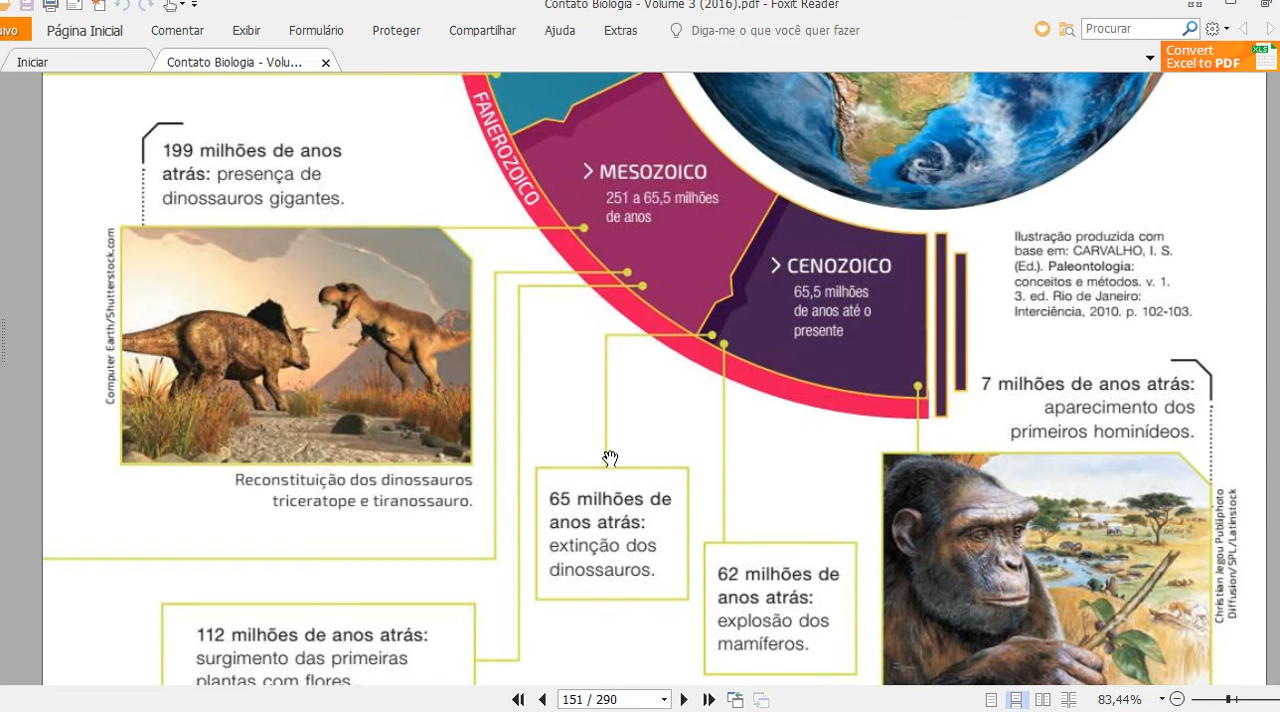 Contato Biologia - Volume 3 (2016).pdf - Foxit Reader
Página Inicial
Comentar
Exibir
Formulário
Proteger
Compartilhar
Ajuda
Extras
Diga-me o que você quer fazer
Procurar
Iniciar
Contato Biologia - Volu...
Convert
Excel to PDF
XLS
FANEROZOICO
199 milhões de anos
atrás: presença de
dinossauros gigantes.
MESOZOICO
251 a 65,5 milhões
de anos
CENOZOICO
65,5 milhões
de anos até o
presente
Ilustração produzida com
base em: CARVALHO, I. S.
(Ed.). Paleontologia:
conceitos e métodos. v. 1.
3. ed. Rio de Janeiro:
Interciência, 2010. p. 102-103.
Computer Earth/Shutterstock.com
Reconstituição dos dinossauros
triceratope e tiranossauro.
7 milhões de anos atrás:
aparecimento dos
primeiros hominídeos.
65 milhões de
anos atrás:
extinção dos
dinossauros.
62 milhões de
anos atrás:
explosão dos
mamíferos.
Christian Jegou Publiphoto
Diffusion/SPL/Latinstock
112 milhões de anos atrás:
surgimento das primeiras
plantas com flores.
151 / 290
83,44%